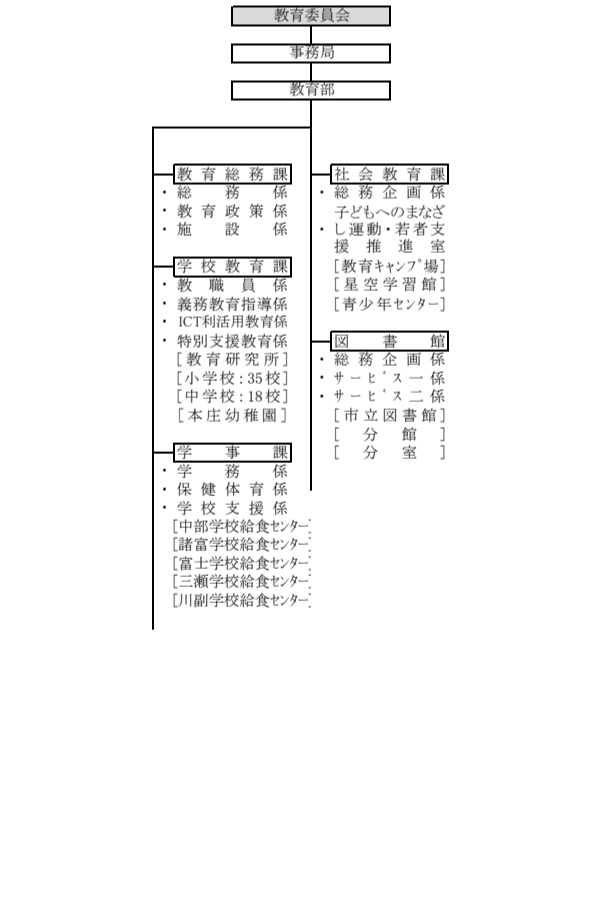 教育委員会
事務局
教育部
教育総務課
・総務係
・教育政策係
・施設係
学校教育課
・教職員係
・義務教育指導係
・ICT利活用教育係
・特別支援教育係
[教育研究所]
[小学校:35校]
[中学校:18校]
[本庄幼稚園]
学事課
・学務係
・保健体育係
・学校支援係
[中部学校給食ｾﾝﾀｰ]
[諸富学校給食ｾﾝﾀｰ]
[富士学校給食ｾﾝﾀｰ]
[三瀬学校給食ｾﾝﾀｰ]
[川副学校給食ｾﾝﾀｰ]
社会教育課
・総務企画係
子どもへのまなざ
・し運動・若者支
援推進室
[教育ｷｬﾝﾌﾟ場]
[星空学習館]
[青少年ｾﾝﾀｰ]
図書館
・総務企画係
・ｻｰﾋﾞｽ一係
・ｻｰﾋﾞｽ二係
[市立図書館]
[分館]
[分室]